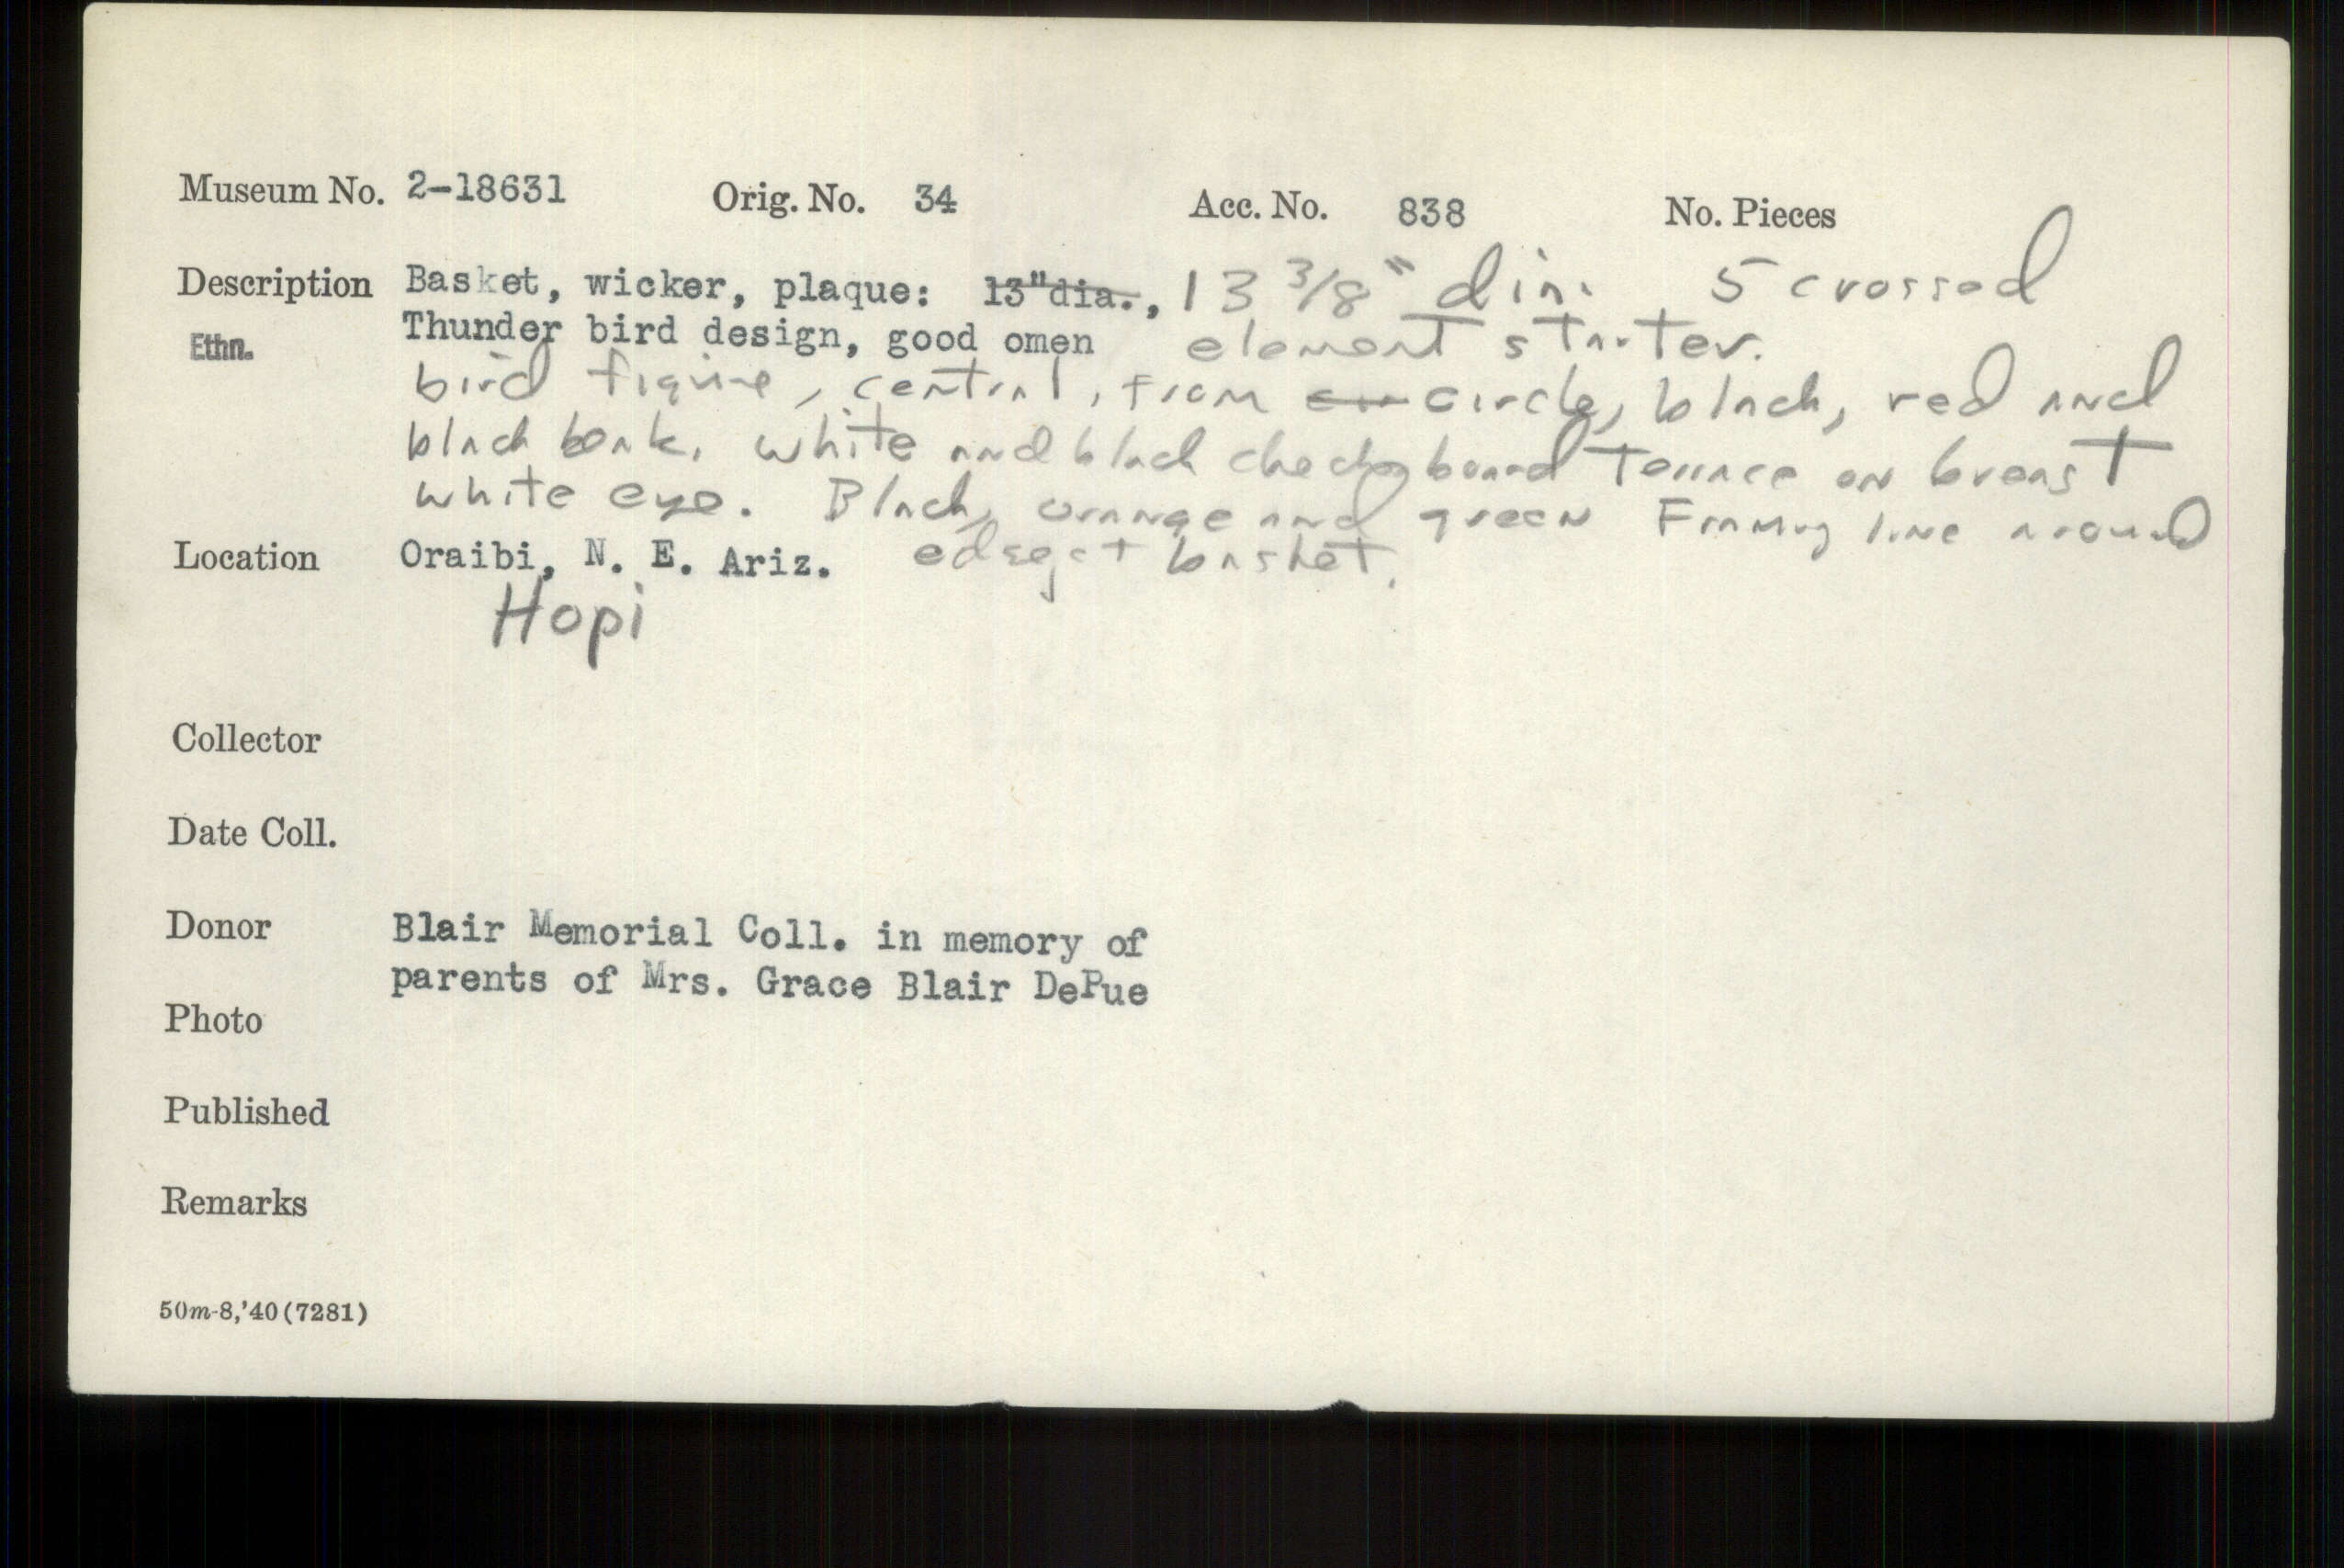 Museum No. 2-18631 Orig. No. 34 Acc. No. 838 No. Pieces
Description Basket, wicker, plaque: 13"dia., 13 3/8" dia. 5 crossed
Ethn. Thunder bird design, good omen element starter.
bird figure, central, from circle, black, red and
black beak. white and black checkerboard terrace on breast
white eye. Black, orange and green Framing line around
Location Oraibi, N. E. Ariz. edge of basket.
Hopi
Collector
Date Coll.
Donor Blair Memorial Coll. in memory of
parents of Mrs. Grace Blair DePue
Photo
Published
Remarks
50m-8,'40(7281)